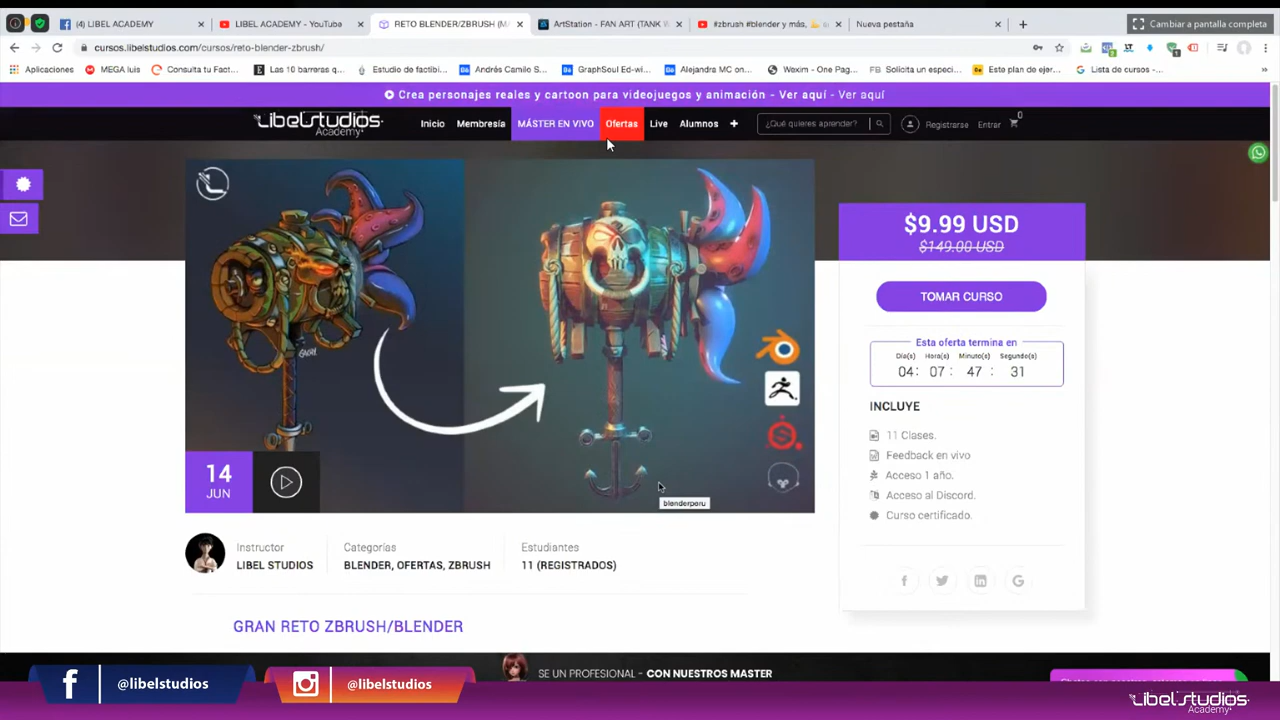 (4) LIBEL ACADEMY
LIBEL ACADEMY - YouTube
RETO BLENDER/ZBRUSH (M
ArtStation - FAN ART (TANK W
#zbrush #blender y más,
Nueva pestaña
Cambiar a pantalla completa
cursos.libelstudios.com/cursos/reto-blender-zbrush/
Aplicaciones
MEGA luis
Consulta tu Fact...
Las 10 barreras q...
Estudio de factibi...
Andrés Camilo S...
GraphSoul Ed-wi...
Alejandra MC on...
Wexim - One Pag...
FB Solicita un especi...
Este plan de ejer...
Lista de cursos -...
Crea personajes reales y cartoon para videojuegos y animación - Ver aquí - Ver aquí
Libel Studios Academy
Inicio
Membresía
MÁSTER EN VIVO
Ofertas
Live
Alumnos
¿Qué quieres aprender?
Registrarse
Entrar
0
$9.99 USD
$149.00 USD
TOMAR CURSO
Esta oferta termina en
Día(s) Hora(s) Minuto(s) Segundo(s)
04: 07 : 47 : 31
INCLUYE
11 Clases.
Feedback en vivo
Acceso 1 año.
Acceso al Discord.
Curso certificado.
14
JUN
blenderperu
Instructor
LIBEL STUDIOS
Categorías
BLENDER, OFERTAS, ZBRUSH
Estudiantes
11 (REGISTRADOS)
GRAN RETO ZBRUSH/BLENDER
SE UN PROFESIONAL - CON NUESTROS MASTER
@libelstudios
@libelstudios
Libel Studios
Academy